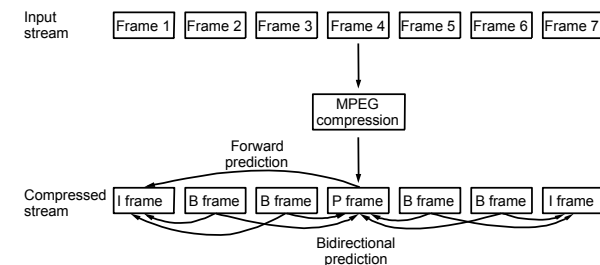 Input
stream
Frame 1 Frame 2 Frame 3 Frame 4 Frame 5 Frame 6 Frame 7
MPEG
compression
Forward
prediction
Compressed
stream
I frame B frame B frame P frame B frame B frame I frame
Bidirectional
prediction